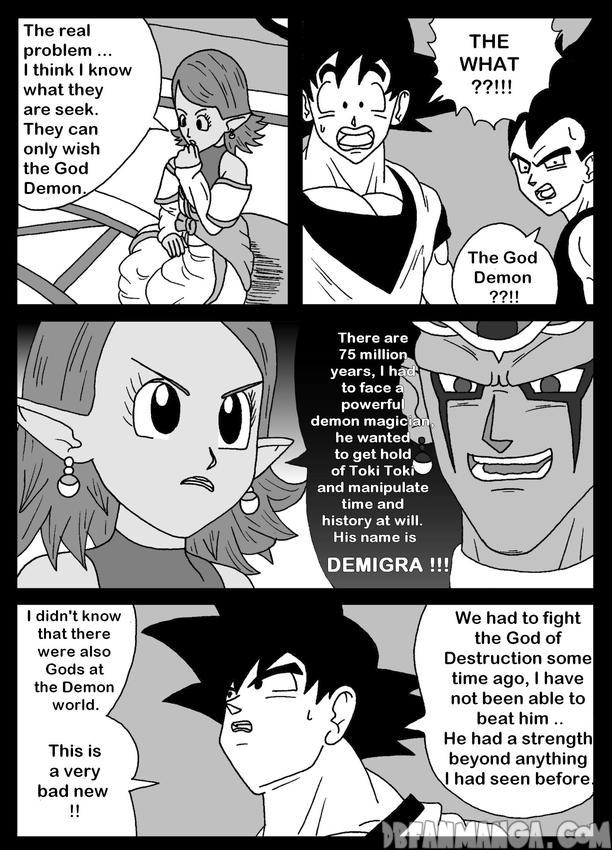 The real
problem ...
I think I know
what they
are seek.
They can
only wish
the God
Demon.
THE
WHAT
??!!!
The God
Demon
??!!
There are
75 million
years, I had
to face a
powerful
demon magician,
he wanted
to get hold
of Toki Toki
and manipulate
time and
history at will.
His name is
DEMIGRA !!!
I didn't know
that there
were also
Gods at
the Demon
world.
This is
a very
bad new
!!
We had to fight
the God of
Destruction some
time ago, I have
not been able to
beat him ..
He had a strength
beyond anything
I had seen before.
DBFANMANGA.COM